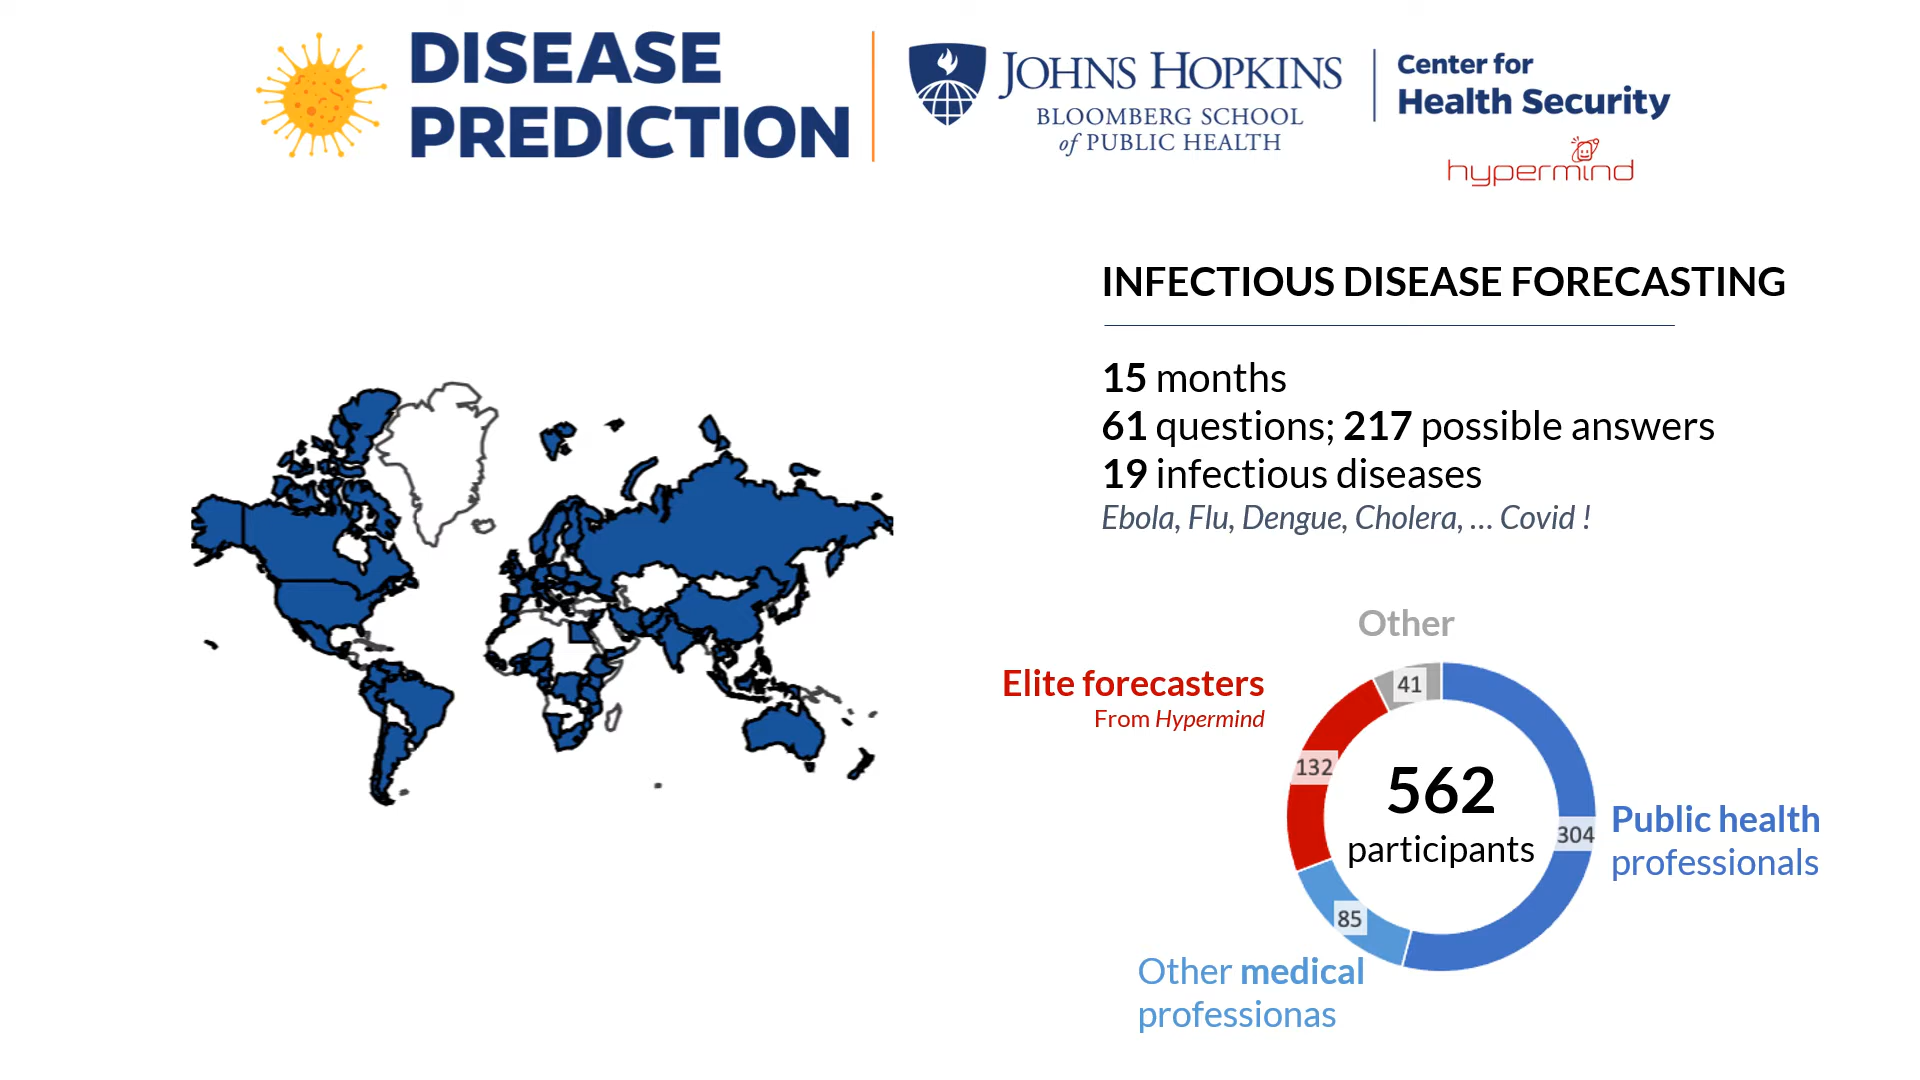 DISEASE
PREDICTION
JOHNS HOPKINS
BLOOMBERG SCHOOL
of PUBLIC HEALTH
Center for
Health Security
hypermind
INFECTIOUS DISEASE FORECASTING
15 months
61 questions; 217 possible answers
19 infectious diseases
Ebola, Flu, Dengue, Cholera, ... Covid !
Other
41
Elite forecasters
From Hypermind
132
562
participants
304
Public health
professionals
85
Other medical
professionas